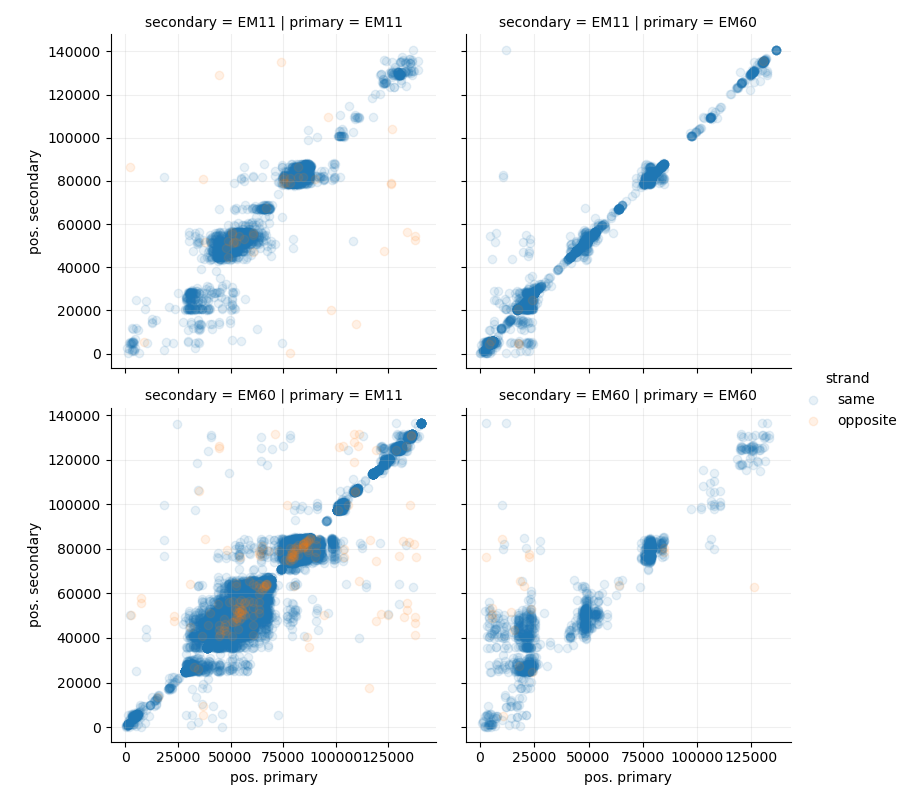 secondary = EM11 | primary = EM11
secondary = EM11 | primary = EM60
140000
120000
100000
80000
60000
40000
20000
0
pos. secondary
strand
same
opposite
secondary = EM60 | primary = EM11
secondary = EM60 | primary = EM60
140000
120000
100000
80000
60000
40000
20000
0
pos. secondary
0 25000 50000 75000 100000 125000
0 25000 50000 75000 100000 125000
pos. primary
pos. primary